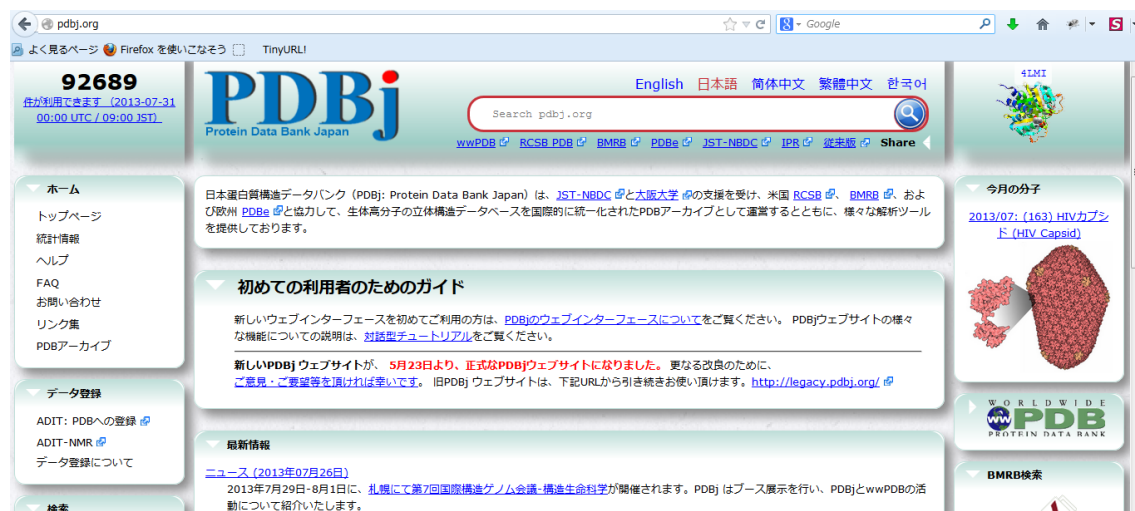 pdbj.org
Google
よく見るページ Firefox を使いこなそう TinyURL!
92689
件が利用できます (2013-07-31
00:00 UTC / 09:00 JST)
PDBj
Protein Data Bank Japan
English 日本語 简体中文 繁體中文 한국어
Search pdbj.org
wwPDB RCSB PDB BMRB PDBe JST-NBDC IPR 従来版 Share
4LMI
ホーム
トップページ
統計情報
ヘルプ
FAQ
お問い合わせ
リンク集
PDBアーカイブ
データ登録
ADIT: PDBへの登録
ADIT-NMR
データ登録について
検索
日本蛋白質構造データバンク（PDBj: Protein Data Bank Japan）は、JST-NBDC と大阪大学 の支援を受け、米国 RCSB 、 BMRB 、およ
び欧州 PDBe と協力して、生体高分子の立体構造データベースを国際的に統一化されたPDBアーカイブとして運営するとともに、様々な解析ツール
を提供しております。
初めての利用者のためのガイド
新しいウェブインターフェースを初めてご利用の方は、PDBjのウェブインターフェースについてをご覧ください。 PDBjウェブサイトの様々
な機能についての説明は、対話型チュートリアルをご覧ください。
新しいPDBj ウェブサイトが、 5月23日より、正式なPDBjウェブサイトになりました。 更なる改良のために、
ご意見・ご要望等を頂ければ幸いです。 旧PDBj ウェブサイトは、下記URLから引き続きお使い頂けます。http://legacy.pdbj.org/
最新情報
ニュース (2013年07月26日)
2013年7月29日-8月1日に、札幌にて第7回国際構造ゲノム会議-構造生命科学が開催されます。PDBj はブース展示を行い、PDBjとwwPDBの活
動について紹介いたします。
今月の分子
2013/07: (163) HIVカプシ
ド (HIV Capsid)
WORLDWIDE
ww PDB
PROTEIN DATA BANK
BMRB検索